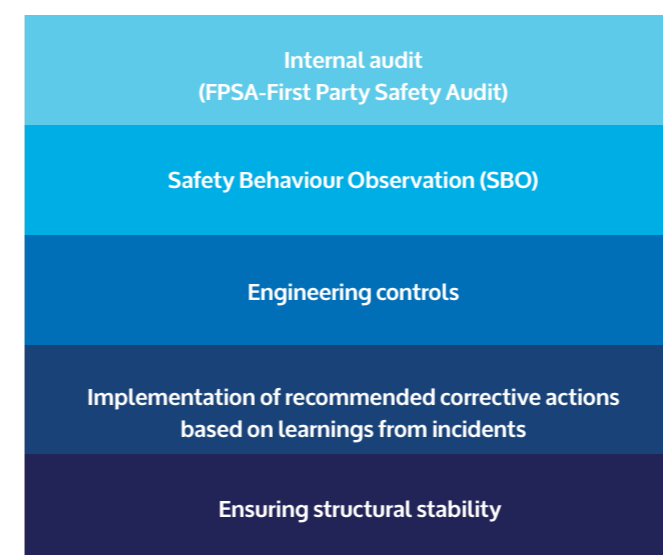 Internal audit
(FPSA-First Party Safety Audit)
Safety Behaviour Observation (SBO)
Engineering controls
Implementation of recommended corrective actions
based on learnings from incidents
Ensuring structural stability